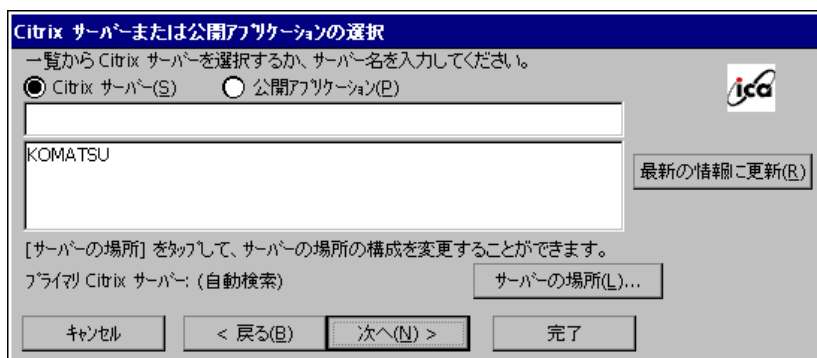 Citrix サーバーまたは公開アプリケーションの選択
一覧から Citrix サーバーを選択するか、サーバー名を入力してください。
Citrix サーバー(S) 公開アプリケーション(P)
ica
KOMATSU
最新の情報に更新(R)
[サーバーの場所] をタップして、サーバーの場所の構成を変更することができます。
プライマリ Citrix サーバー: (自動検索) サーバーの場所(L)...
キャンセル < 戻る(B) 次へ(N) > 完了